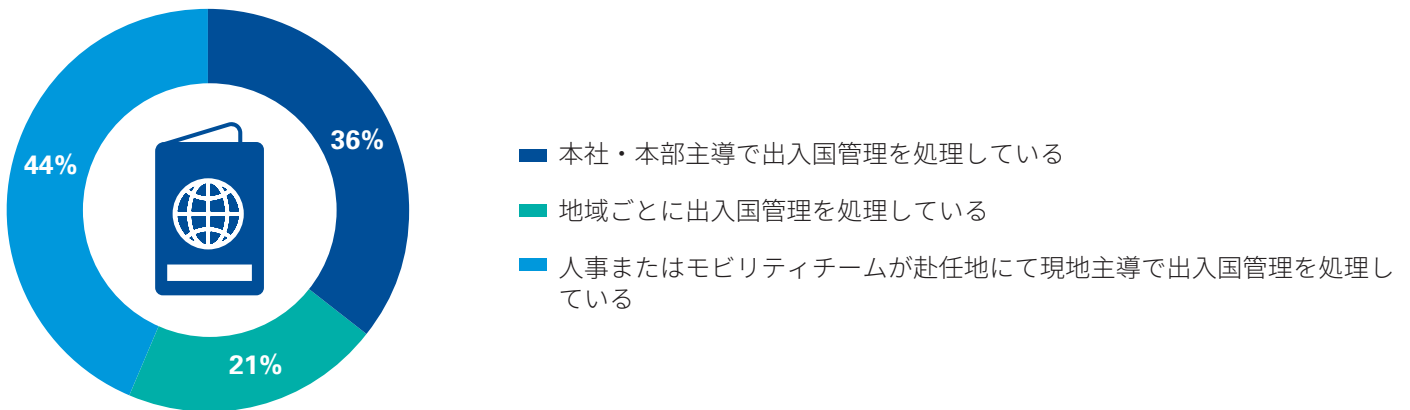 36%
44%
21%
本社・本部主導で出入国管理を処理している
地域ごとに出入国管理を処理している
人事またはモビリティチームが赴任地にて現地主導で出入国管理を処理し
ている